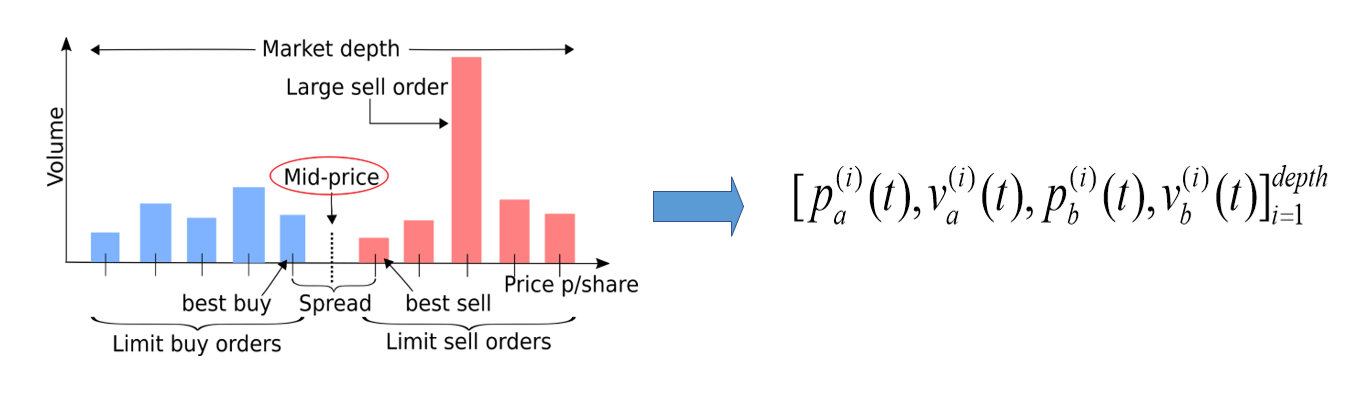 Market depth
Large sell order
Volume
Mid-price
Price p/share
best buy
Spread
best sell
Limit buy orders
Limit sell orders
[p_a^{(i)}(t), v_a^{(i)}(t), p_b^{(i)}(t), v_b^{(i)}(t)]_{i=1}^{depth}